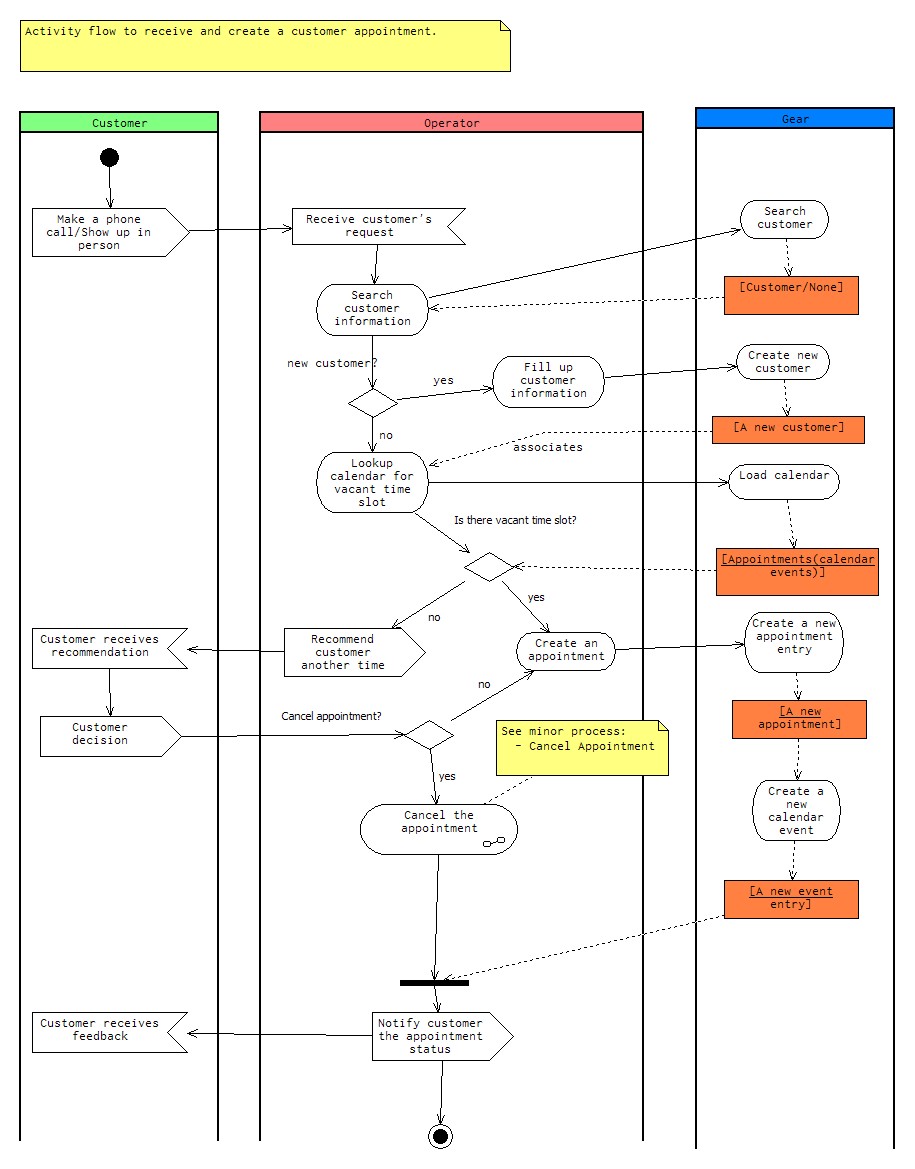 Activity flow to receive and create a customer appointment.
Customer
Operator
Gear
Make a phone
call/Show up in
person
Receive customer's
request
Search
customer
Search
customer
information
[Customer/None]
new customer?
yes
Fill up
customer
information
Create new
customer
no
[A new customer]
associates
Lookup
calendar for
vacant time
slot
Load calendar
Is there vacant time slot?
[Appointments(calendar
events)]
yes
no
Customer receives
recommendation
Recommend
customer
another time
Create an
appointment
Create a new
appointment
entry
no
Customer
decision
Cancel appointment?
See minor process:
- Cancel Appointment
[A new
appointment]
yes
Cancel the
appointment
Create a
new
calendar
event
[A new event
entry]
Customer receives
feedback
Notify customer
the appointment
status